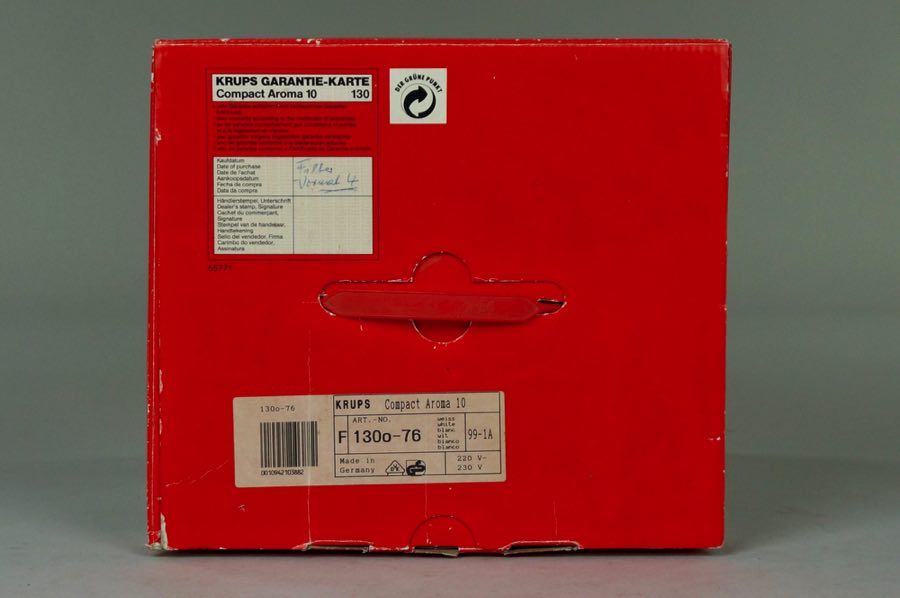 KRUPS GARANTIE-KARTE
Compact Aroma 10 130
DER GRÜNE PUNKT
Kaufdatum
Date of purchase
Date de l'achat
Aankoopsdatum
Fecha de compra
Data da compra
Händlerstempel, Unterschrift
Dealer's stamp, Signature
Cachet du commerçant,
Signature
Stempel van de handelaar,
Handtekening
Sello del vendedor, Firma
Carimbo do vendedor,
Assinatura
65771
130o-76
0010942103882
KRUPS Compact Aroma 10
ART.-NO.
F 130o-76
weiss
white
blanc
wit
bianco
blanco
99-1A
Made in
Germany
220 V-
230 V